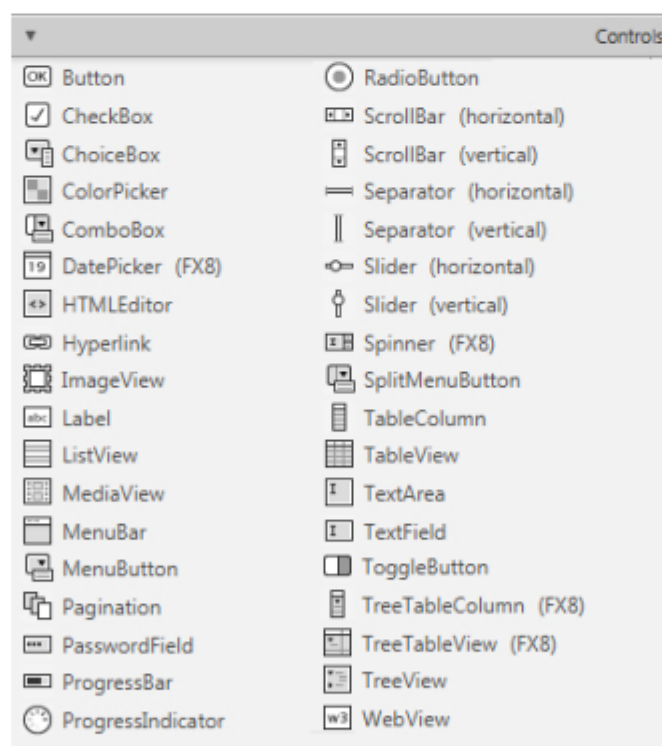 Controls
Button
CheckBox
ChoiceBox
ColorPicker
ComboBox
DatePicker (FX8)
HTMLEditor
Hyperlink
ImageView
Label
ListView
MediaView
MenuBar
MenuButton
Pagination
PasswordField
ProgressBar
ProgressIndicator
RadioButton
ScrollBar (horizontal)
ScrollBar (vertical)
Separator (horizontal)
Separator (vertical)
Slider (horizontal)
Slider (vertical)
Spinner (FX8)
SplitMenuButton
TableColumn
TableView
TextArea
TextField
ToggleButton
TreeTableColumn (FX8)
TreeTableView (FX8)
TreeView
WebView